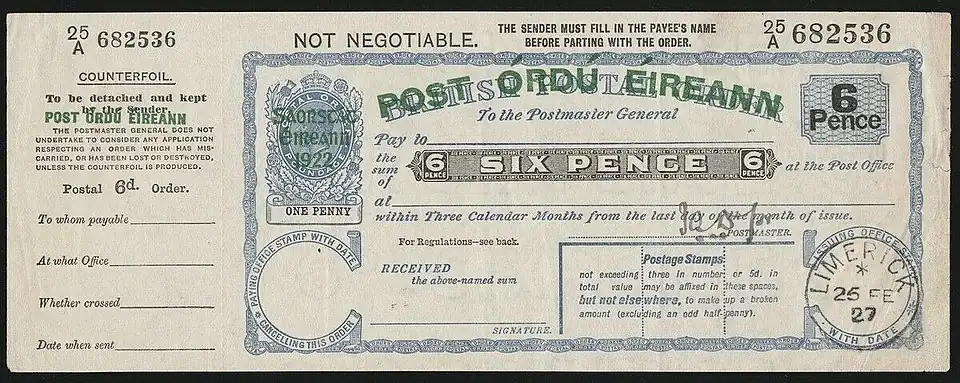 25/A 682536
COUNTERFOIL.
To be detached and kept
by the Sender.
POST ORDU ÉIREANN
THE POSTMASTER GENERAL DOES NOT
UNDERTAKE TO CONSIDER ANY APPLICATION
RESPECTING AN ORDER WHICH HAS MIS-
CARRIED, OR HAS BEEN LOST OR DESTROYED,
UNLESS THE COUNTERFOIL IS PRODUCED.
Postal 6d. Order.
To whom payable
At what Office
Whether crossed
Date when sent
NOT NEGOTIABLE.
THE SENDER MUST FILL IN THE PAYEE'S NAME
BEFORE PARTING WITH THE ORDER.
25/A 682536
BRITISH POSTAL ORDER
POST ÓRDÚ ÉIREANN
To the Postmaster General
6
Pence
Saorstát
Éireann
1922
ONE PENNY
Pay to
the sum of
6 PENCE SIX PENCE 6 PENCE
at the Post Office
at
within Three Calendar Months from the last day of the month of issue.
POSTMASTER.
For Regulations—see back.
RECEIVED
the above-named sum
SIGNATURE.
PAYING OFFICE STAMP WITH DATE
CANCELLING THIS ORDER
Postage Stamps
not exceeding three in number or 5d. in
total value may be affixed in these spaces,
but not elsewhere, to make up a broken
amount (excluding an odd half-penny).
ISSUING OFFICE
WITH DATE
LIMERICK
*
25 FE
27